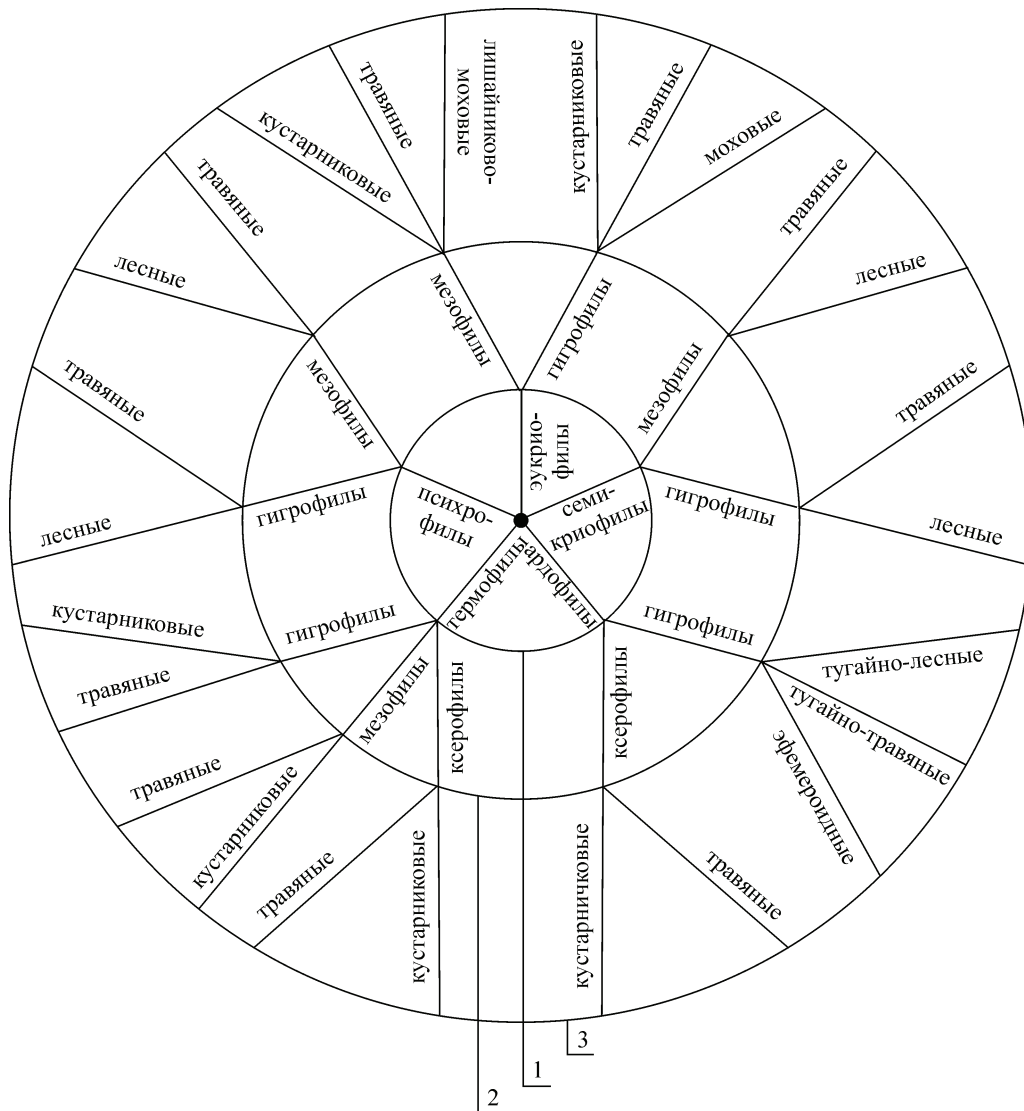 лишайниково-
моховые
кустарниковые
травяные
моховые
травяные
лесные
травяные
лесные
тугайно-лесные
тугайно-травяные
эфемероидные
травяные
кустарничковые
кустарниковые
травяные
кустарниковые
травяные
травяные
кустарниковые
лесные
травяные
лесные
травяные
кустарниковые
травяные
мезофилы
гигрофилы
мезофилы
гигрофилы
гигрофилы
ксерофилы
ксерофилы
мезофилы
гигрофилы
гигрофилы
мезофилы
эукрио-
филы
семи-
криофилы
ардофилы
термофилы
психро-
филы
3
1
2